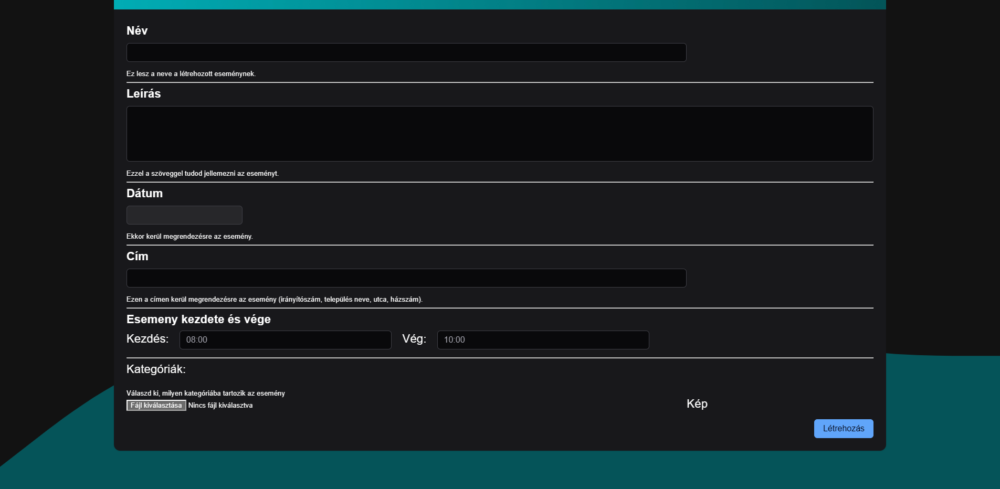 Név
Ez lesz a neve a létrehozott eseménynek.
Leírás
Ezzel a szöveggel tudod jellemezni az eseményt.
Dátum
Ekkor kerül megrendezésre az esemény.
Cím
Ezen a címen kerül megrendezésre az esemény (irányítószám, település neve, utca, házszám).
Esemeny kezdete és vége
Kezdés: 08:00 Vég: 10:00
Kategóriák:
Válaszd ki, milyen kategóriába tartozik az esemény
Fájl kiválasztása Nincs fájl kiválasztva Kép
Létrehozás